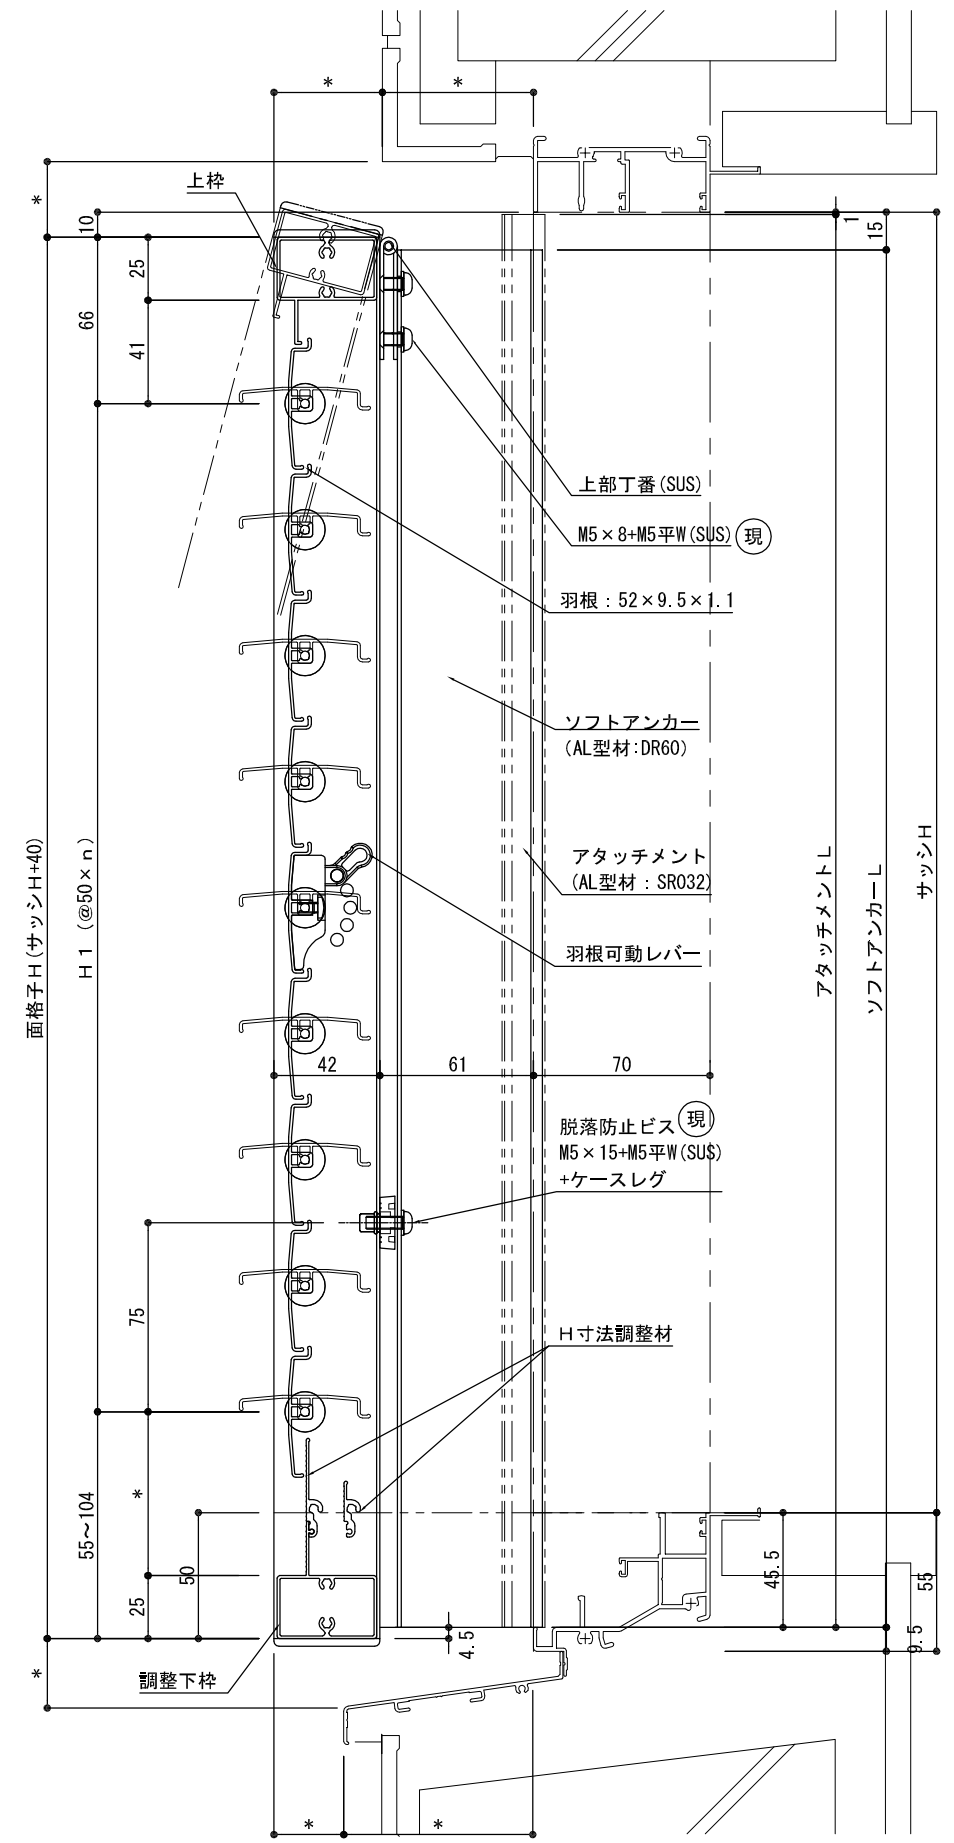 *
*
上枠
*
10
1
15
25
66
41
上部丁番(SUS)
M5×8+M5平W(SUS) 現
羽根：52×9.5×1.1
ソフトアンカー
(AL型材:DR60)
アタッチメント
(AL型材：SR032)
羽根可動レバー
面格子H(サッシH+40)
H1 (@50×n)
アタッチメントL
ソフトアンカーL
サッシH
42
61
70
脱落防止ビス 現
M5×15+M5平W(SUS)
+ケースレグ
75
H寸法調整材
*
55～104
50
25
45.5
55
4.5
9.5
*
調整下枠
*
*